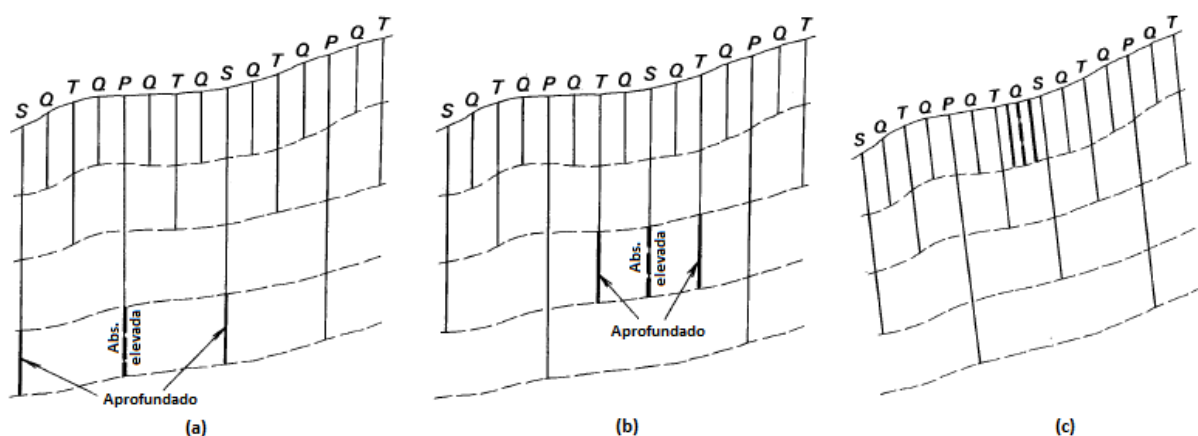 S Q T Q P Q T Q S Q T Q P Q T
Abs. elevada
Aprofundado
(a)
S Q T Q P Q T Q S Q T Q P Q T
Abs. elevada
Aprofundado
(b)
S Q T Q P Q T Q S Q T Q P Q T
(c)